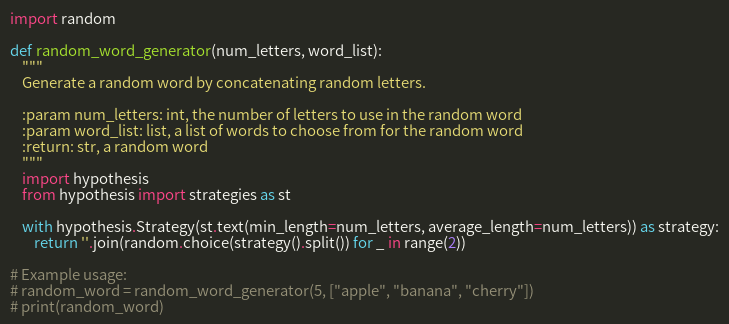 import random
def random_word_generator(num_letters, word_list):
"""
Generate a random word by concatenating random letters.
:param num_letters: int, the number of letters to use in the random word
:param word_list: list, a list of words to choose from for the random word
:return: str, a random word
"""
import hypothesis
from hypothesis import strategies as st
with hypothesis.Strategy(st.text(min_length=num_letters, average_length=num_letters)) as strategy:
return ''.join(random.choice(strategy().split()) for _ in range(2))
# Example usage:
# random_word = random_word_generator(5, ["apple", "banana", "cherry"])
# print(random_word)